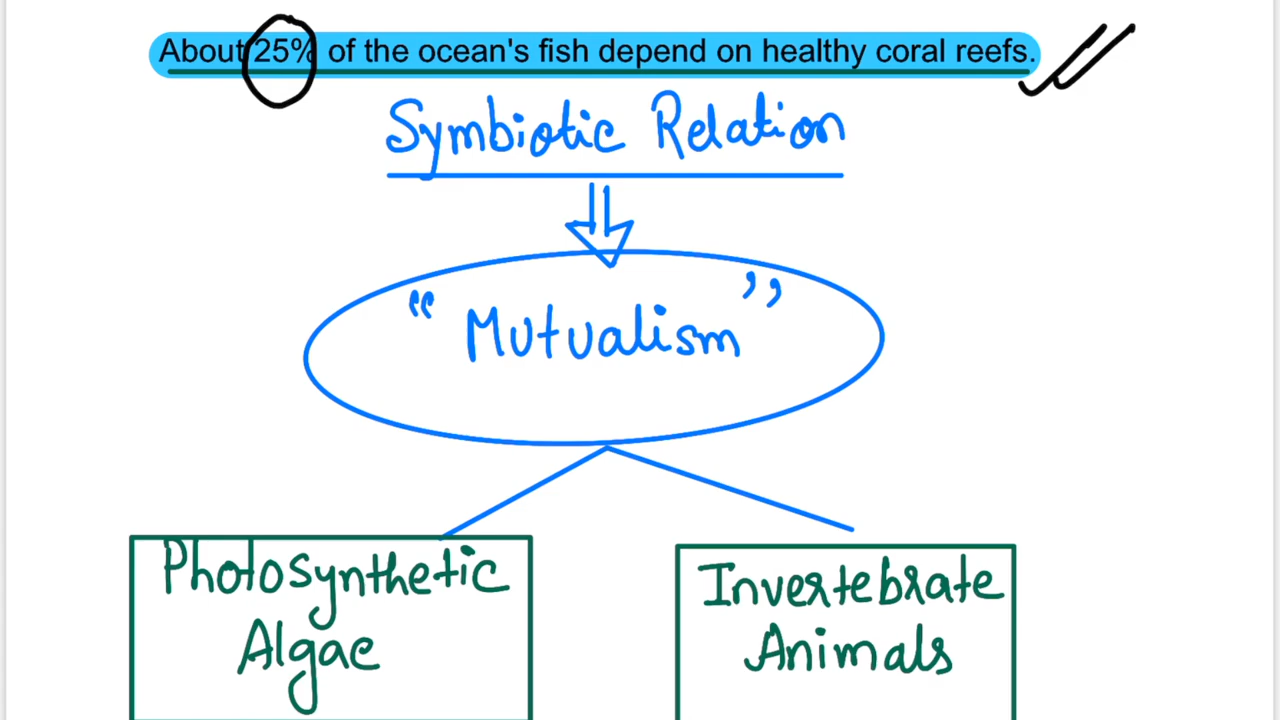 About 25% of the ocean's fish depend on healthy coral reefs.
Symbiotic Relation
"Mutualism"
Photosynthetic
Algae
Invertebrate
Animals